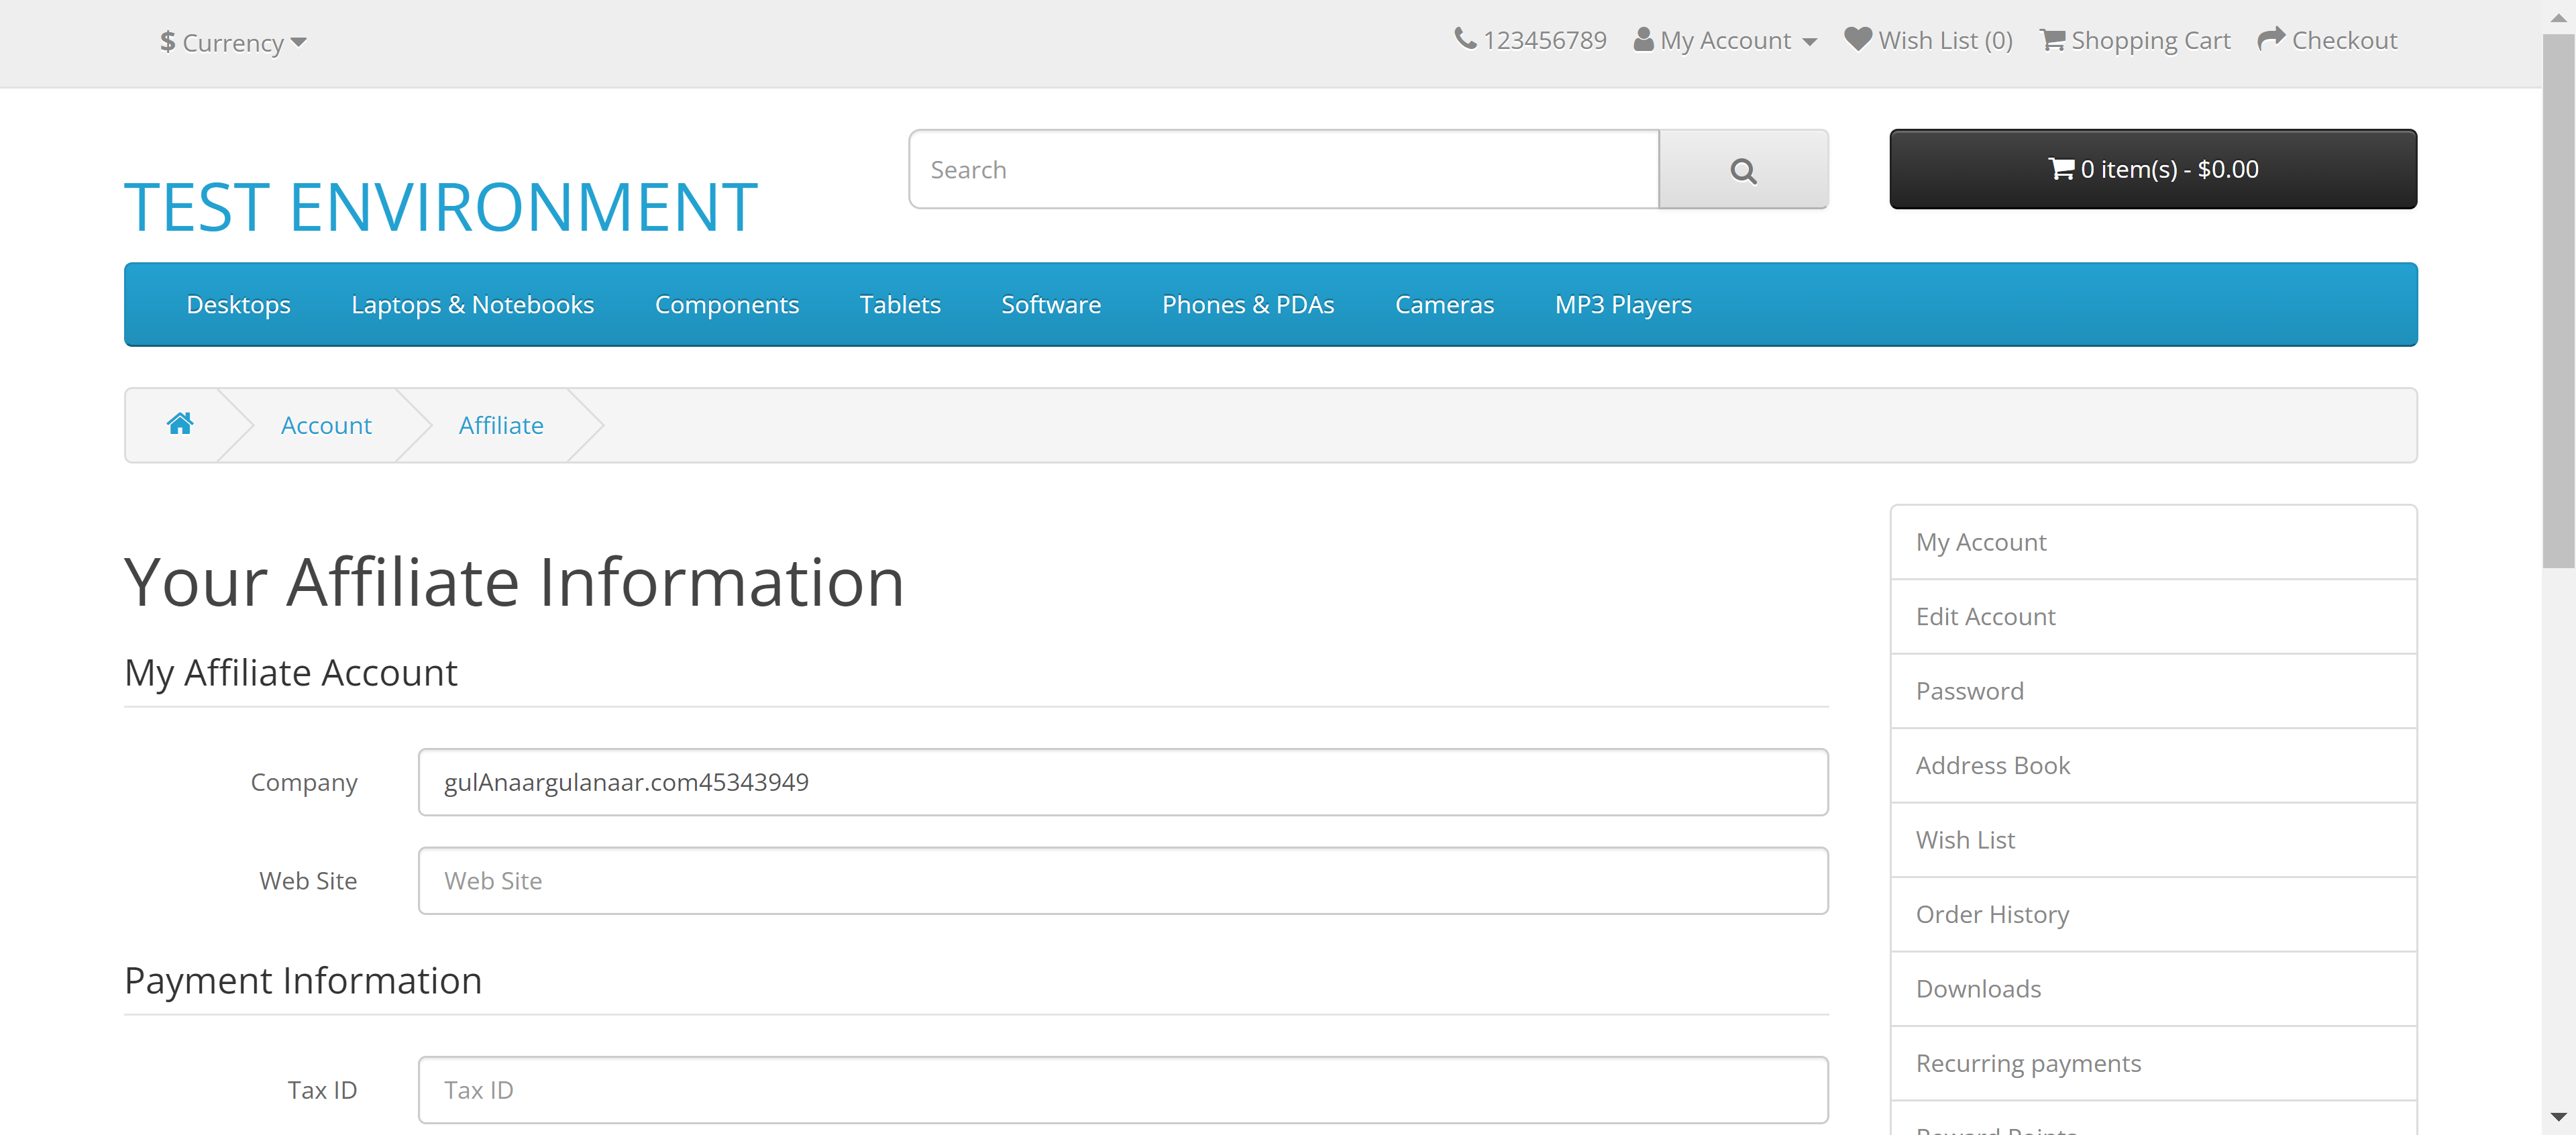 $ Currency
123456789 My Account Wish List (0) Shopping Cart Checkout
TEST ENVIRONMENT
Search
0 item(s) - $0.00
Desktops Laptops & Notebooks Components Tablets Software Phones & PDAs Cameras MP3 Players
Account Affiliate
Your Affiliate Information
My Affiliate Account
Company gulAnaargulanaar.com45343949
Web Site Web Site
Payment Information
Tax ID Tax ID
My Account
Edit Account
Password
Address Book
Wish List
Order History
Downloads
Recurring payments
Reward Points